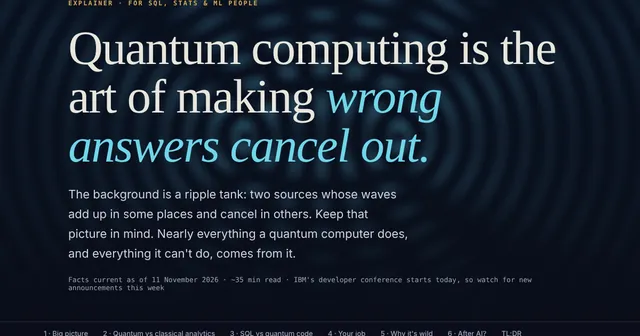 EXPLAINER · FOR SQL, STATS & ML PEOPLE
Quantum computing is the
art of making wrong
answers cancel out.
The background is a ripple tank: two sources whose waves
add up in some places and cancel in others. Keep that
picture in mind. Nearly everything a quantum computer does,
and everything it can't do, comes from it.
Facts current as of 11 November 2026 · ~35 min read · IBM's developer conference starts today, so watch for new
announcements this week
1 · Big picture 2 · Quantum vs classical analytics 3 · SQL vs quantum code 4 · Your job 5 · Why it's wild 6 · After AI? TL;DR